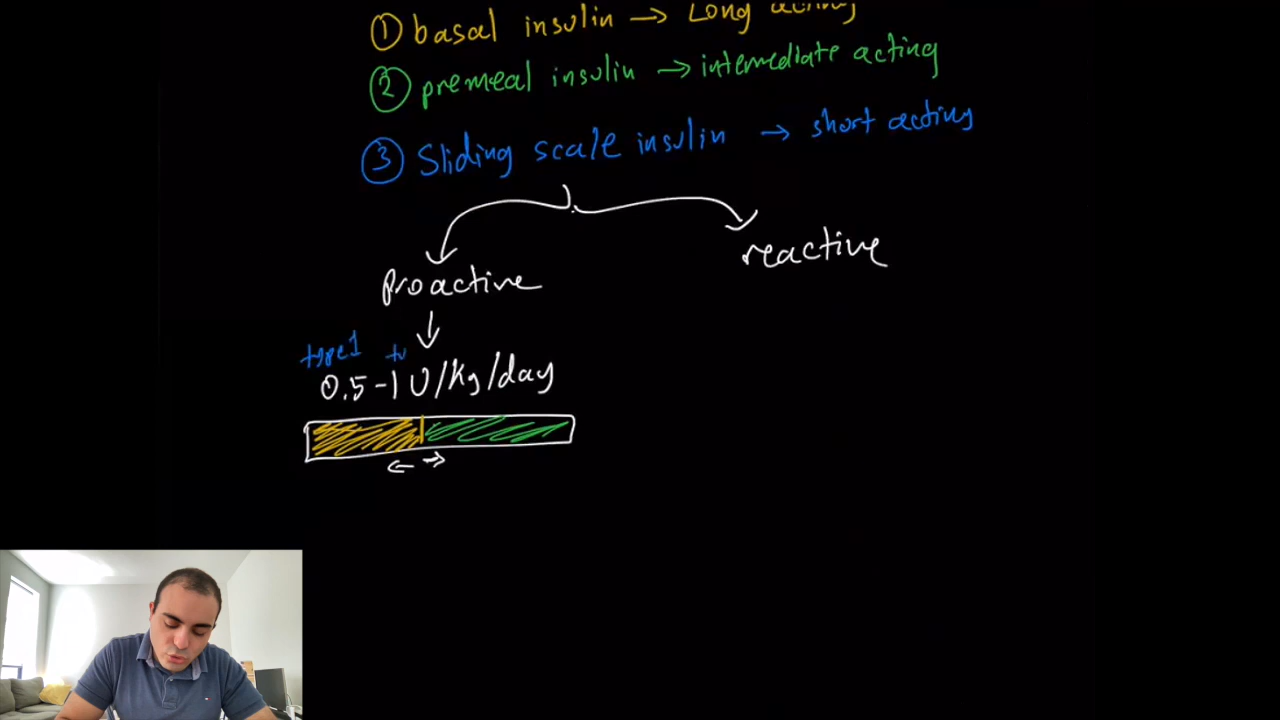 ① basal insulin → Long acting
② premeal insulin → intermediate acting
③ Sliding scale insulin → short acting
Proactive
reactive
type1
0.5-1 U/Kg/day